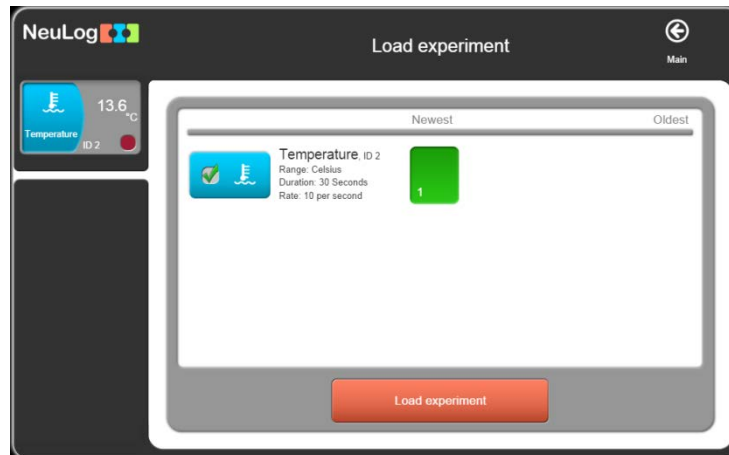 NeuLog
Load experiment
Main
13.6 °C
Temperature
ID 2
Newest
Oldest
Temperature, ID 2
Range: Celsius
Duration: 30 Seconds
Rate: 10 per second
1
Load experiment